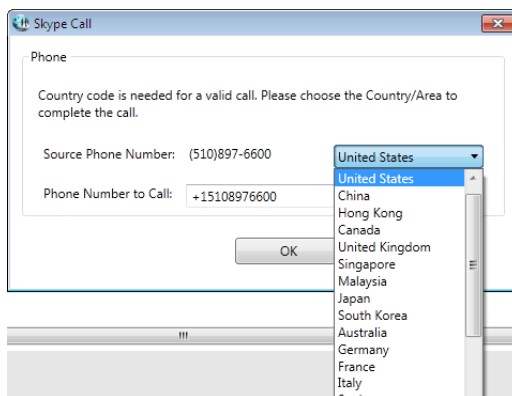 Skype Call
Phone
Country code is needed for a valid call. Please choose the Country/Area to
complete the call.
Source Phone Number: (510)897-6600 United States
Phone Number to Call: +15108976600
OK
United States
China
Hong Kong
Canada
United Kingdom
Singapore
Malaysia
Japan
South Korea
Australia
Germany
France
Italy